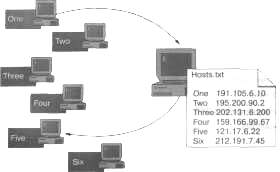 One
Two
Three
Four
Five
Six
Hosts.txt
One 191.105.6.10
Two 195.200.90.2
Three 202.131.6.200
Four 159.166.99.67
Five 121.17.6.22
Six 212.191.7.45